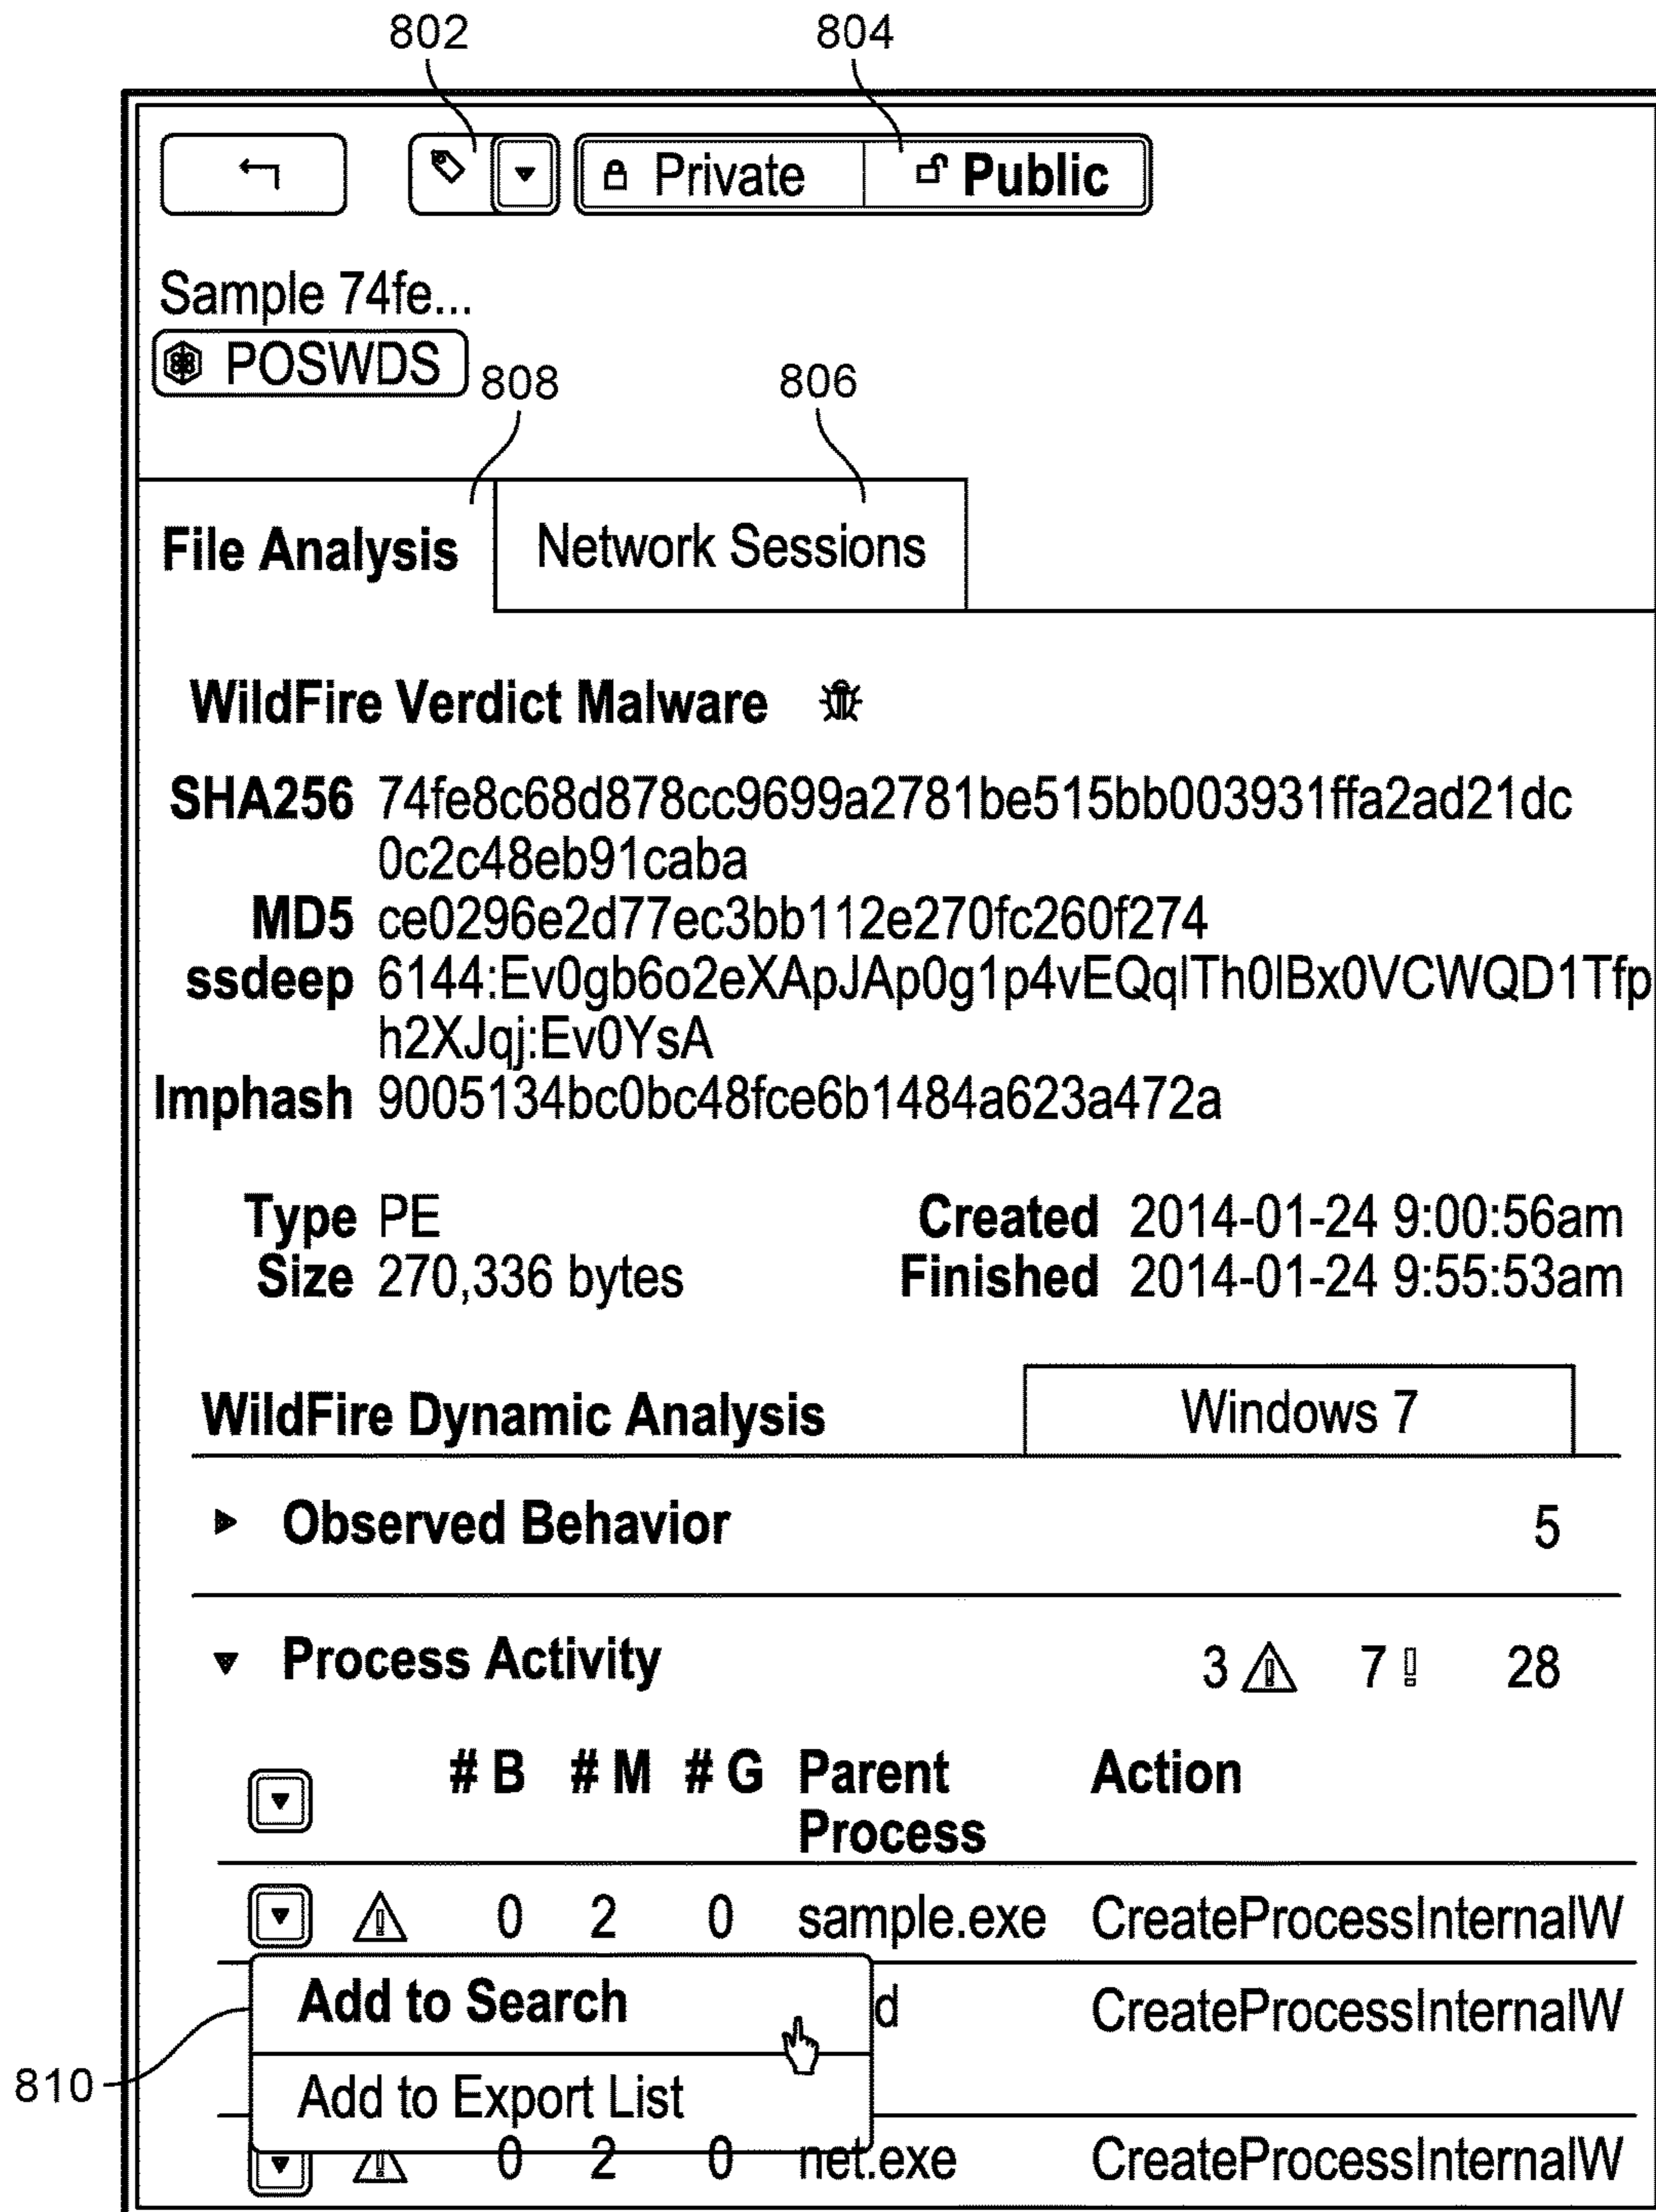 802 804
Private Public
Sample 74fe...
POSWDS
808 806
File Analysis Network Sessions
WildFire Verdict Malware
SHA256 74fe8c68d878cc9699a2781be515bb003931ffa2ad21dc
0c2c48eb91caba
MD5 ce0296e2d77ec3bb112e270fc260f274
ssdeep 6144:Ev0gb6o2eXApJAp0g1p4vEQqlTh0lBx0VCWQD1Tfp
h2XJqj:Ev0YsA
Imphash 9005134bc0bc48fce6b1484a623a472a
Type PE Created 2014-01-24 9:00:56am
Size 270,336 bytes Finished 2014-01-24 9:55:53am
WildFire Dynamic Analysis Windows 7
Observed Behavior 5
Process Activity 3 7 ! 28
# B # M # G Parent Action
Process
0 2 0 sample.exe CreateProcessInternalW
Add to Search d CreateProcessInternalW
810 Add to Export List
0 2 0 net.exe CreateProcessInternalW